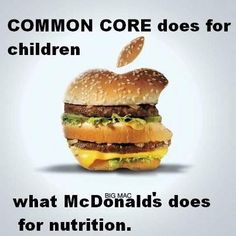 COMMON CORE does for
children
BIG MAC
what McDonald's does
for nutrition.